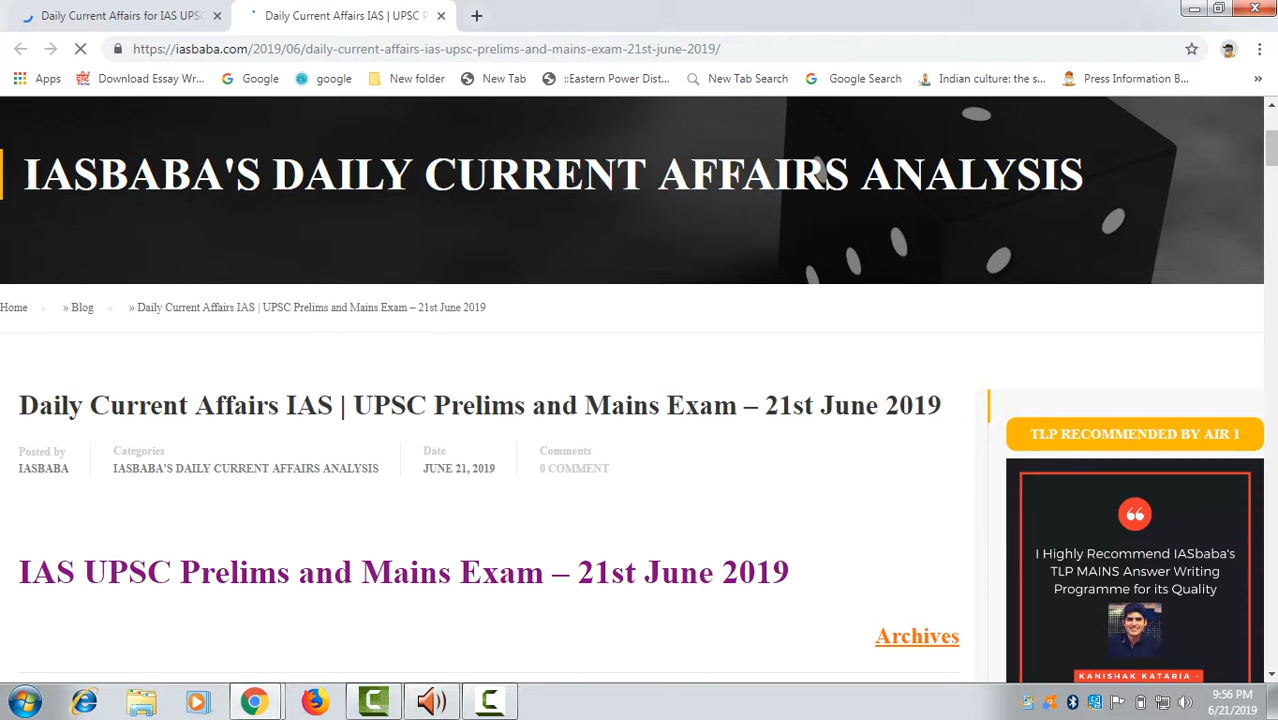 Daily Current Affairs for IAS UPSC
Daily Current Affairs IAS | UPSC P
https://iasbaba.com/2019/06/daily-current-affairs-ias-upsc-prelims-and-mains-exam-21st-june-2019/
Apps Download Essay Wr... Google google New folder New Tab ::Eastern Power Dist... New Tab Search Google Search Indian culture: the s... Press Information B... »
IASBABA'S DAILY CURRENT AFFAIRS ANALYSIS
Home » Blog » Daily Current Affairs IAS | UPSC Prelims and Mains Exam – 21st June 2019
Daily Current Affairs IAS | UPSC Prelims and Mains Exam – 21st June 2019
Posted by Categories Date Comments
IASBABA IASBABA'S DAILY CURRENT AFFAIRS ANALYSIS JUNE 21, 2019 0 COMMENT
IAS UPSC Prelims and Mains Exam – 21st June 2019
Archives
TLP RECOMMENDED BY AIR 1
I Highly Recommend IASbaba's
TLP MAINS Answer Writing
Programme for its Quality
KANISHAK KATARIA -
9:56 PM
6/21/2019